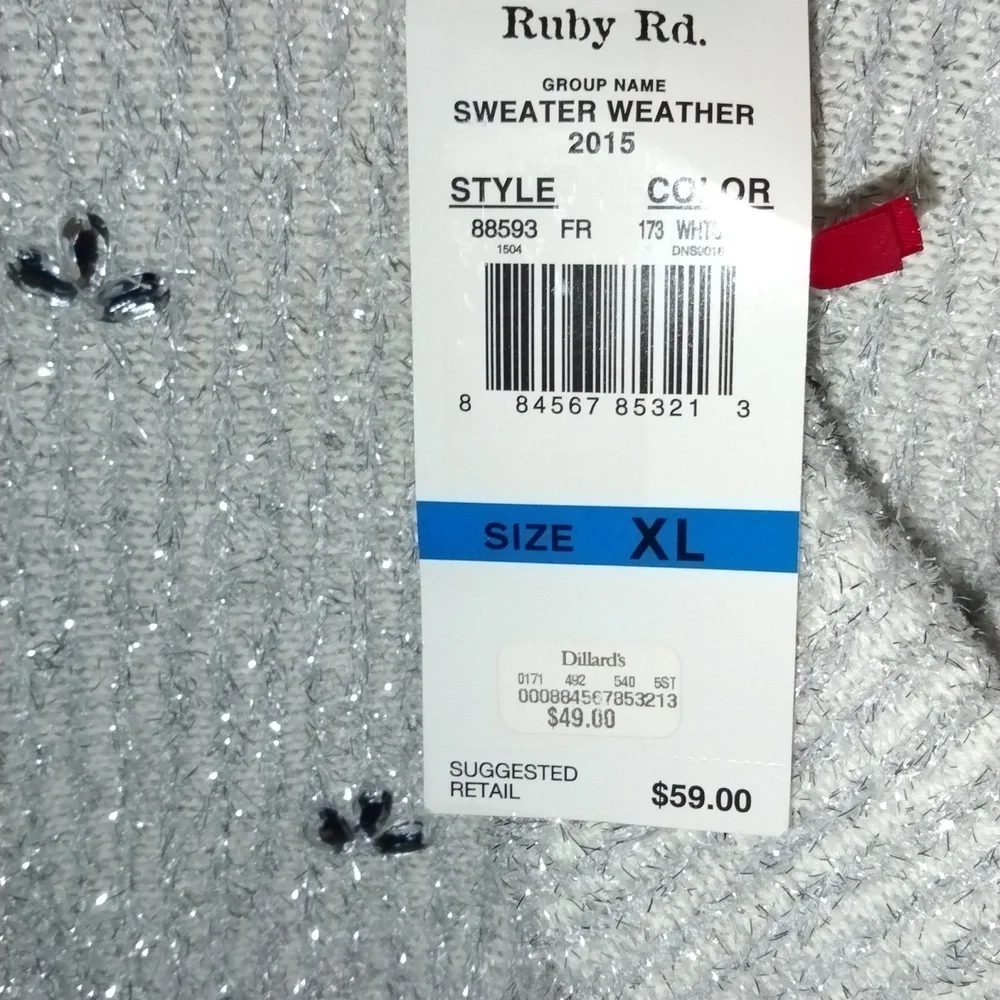 Ruby Rd.
GROUP NAME
SWEATER WEATHER
2015
STYLE COLOR
88593 FR 173
1504
8 84567 85321 3
SIZE XL
Dillard's
0171 492 540 5ST
000884567853213
$49.00
SUGGESTED
RETAIL $59.00